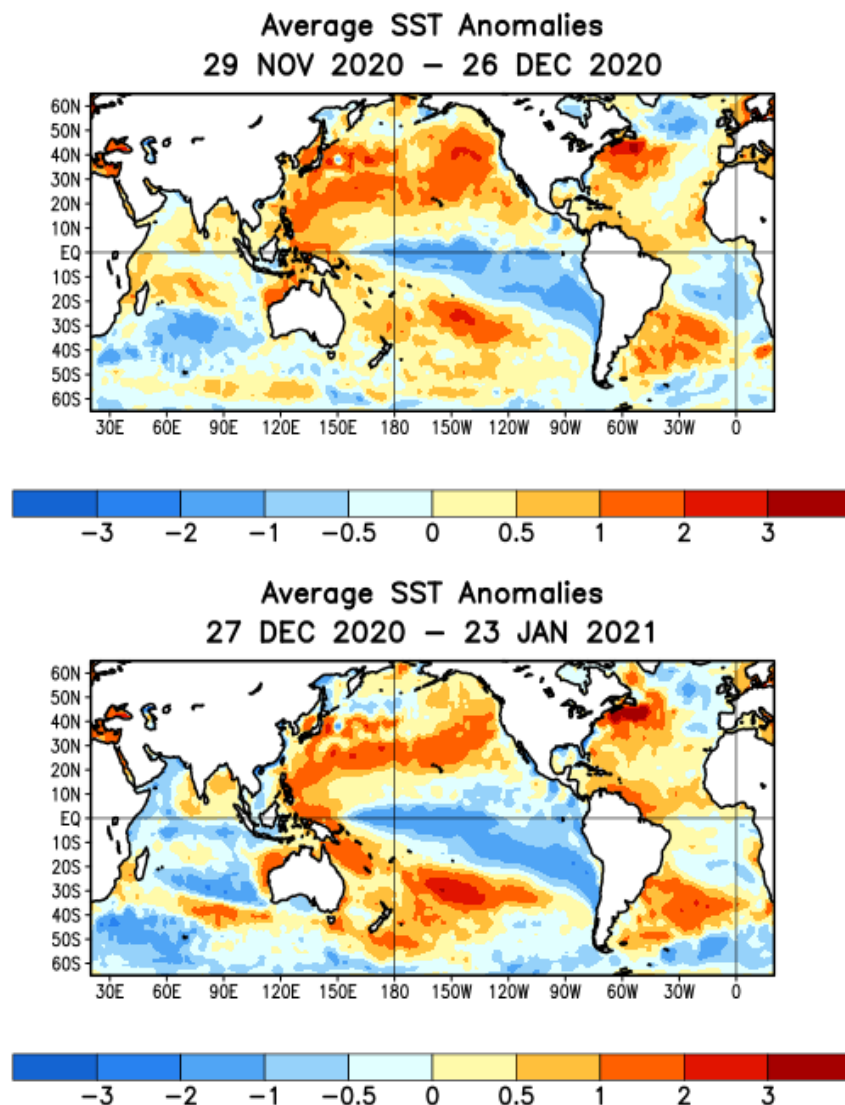 Average SST Anomalies
29 NOV 2020 – 26 DEC 2020
60N
50N
40N
30N
20N
10N
EQ
10S
20S
30S
40S
50S
60S
30E 60E 90E 120E 150E 180 150W 120W 90W 60W 30W 0
−3 −2 −1 −0.5 0 0.5 1 2 3
Average SST Anomalies
27 DEC 2020 – 23 JAN 2021
60N
50N
40N
30N
20N
10N
EQ
10S
20S
30S
40S
50S
60S
30E 60E 90E 120E 150E 180 150W 120W 90W 60W 30W 0
−3 −2 −1 −0.5 0 0.5 1 2 3